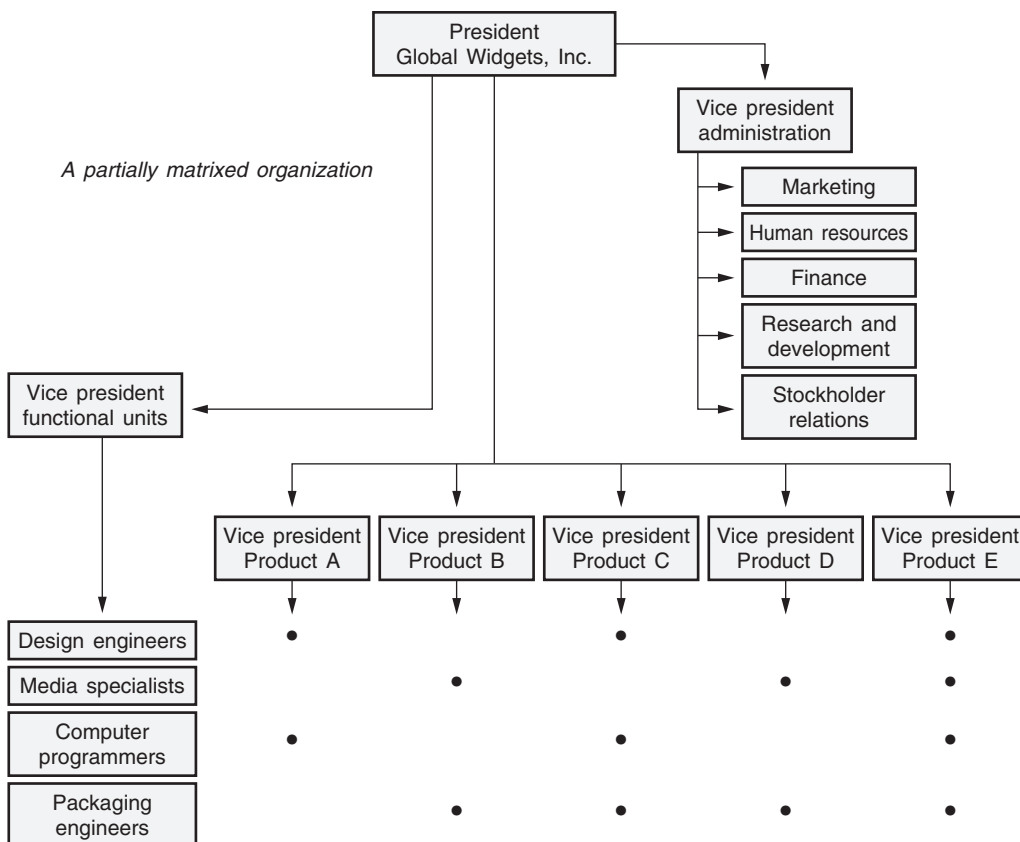 President
Global Widgets, Inc.
Vice president
administration
A partially matrixed organization
Marketing
Human resources
Finance
Research and
development
Stockholder
relations
Vice president
functional units
Vice president
Product A
Vice president
Product B
Vice president
Product C
Vice president
Product D
Vice president
Product E
Design engineers
Media specialists
Computer
programmers
Packaging
engineers